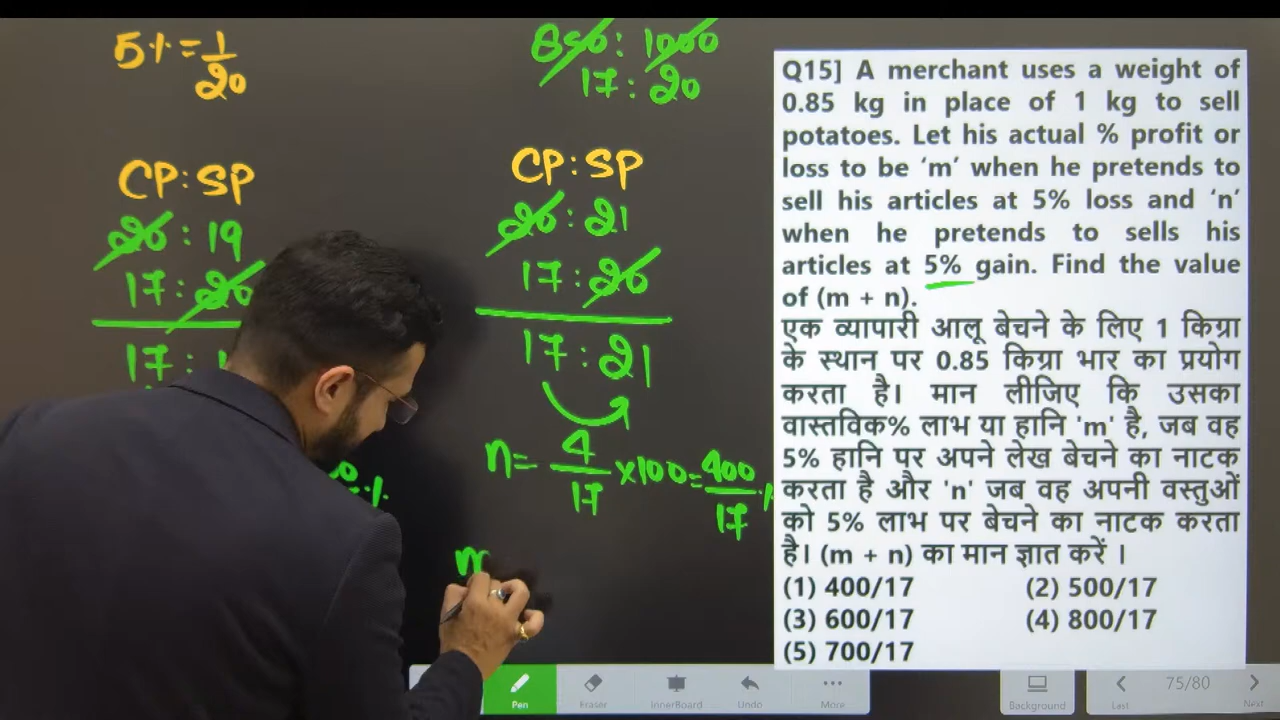 5% = 1/20
CP : SP
20 : 19
17 : 20
17 :
850 : 1000
17 : 20
CP : SP
20 : 21
17 : 20
17 : 21
n = 4/17 × 100 = 400/17 %
m
Q15] A merchant uses a weight of
0.85 kg in place of 1 kg to sell
potatoes. Let his actual % profit or
loss to be ‘m’ when he pretends to
sell his articles at 5% loss and ‘n’
when he pretends to sells his
articles at 5% gain. Find the value
of (m + n).
एक व्यापारी आलू बेचने के लिए 1 किग्रा
के स्थान पर 0.85 किग्रा भार का प्रयोग
करता है। मान लीजिए कि उसका
वास्तविक% लाभ या हानि 'm' है, जब वह
5% हानि पर अपने लेख बेचने का नाटक
करता है और 'n' जब वह अपनी वस्तुओं
को 5% लाभ पर बेचने का नाटक करता
है। (m + n) का मान ज्ञात करें ।
(1) 400/17 (2) 500/17
(3) 600/17 (4) 800/17
(5) 700/17
Pen Eraser InnerBoard Undo More
Background Last 75/80 Next